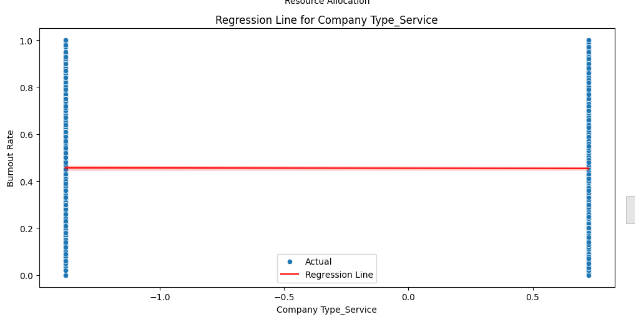 Resource Allocation
Regression Line for Company Type_Service
1.0
0.8
0.6
0.4
0.2
0.0
Burnout Rate
Actual
Regression Line
−1.0
−0.5
0.0
0.5
Company Type_Service